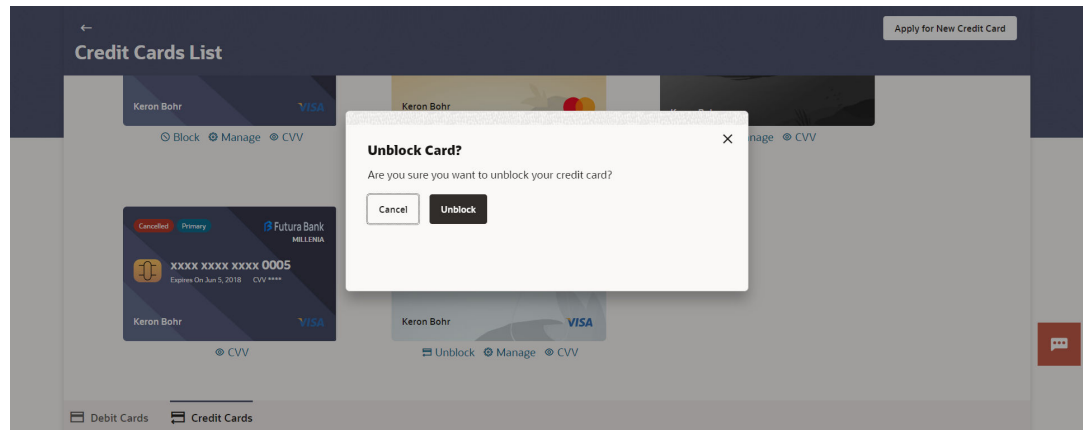 ←
Credit Cards List
Apply for New Credit Card
Keron Bohr
VISA
Keron Bohr
Block Manage CVV
nage CVV
Unblock Card?
Are you sure you want to unblock your credit card?
Cancel Unblock
Cancelled Primary Futura Bank
MILLENIA
xxxx xxxx xxxx 0005
Expires On Jun 5, 2018 CVV ****
Keron Bohr VISA
Keron Bohr VISA
CVV
Unblock Manage CVV
Debit Cards Credit Cards